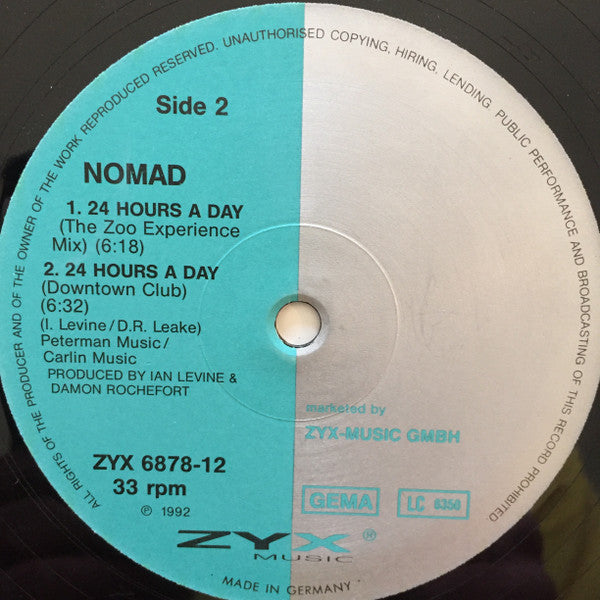 ALL RIGHTS OF THE PRODUCER AND OF THE OWNER OF THE WORK REPRODUCED RESERVED. UNAUTHORISED COPYING, HIRING, LENDING, PUBLIC PERFORMANCE AND BROADCASTING OF THIS RECORD PROHIBITED
Side 2
NOMAD
1. 24 HOURS A DAY
(The Zoo Experience
Mix) (6:18)
2. 24 HOURS A DAY
(Downtown Club)
(6:32)
(I. Levine/D.R. Leake)
Peterman Music/
Carlin Music
PRODUCED BY IAN LEVINE &
DAMON ROCHEFORT
marketed by
ZYX-MUSIC GMBH
ZYX 6878-12
33 rpm
℗ 1992
GEMA
LC 6350
ZYX®
MUSIC
· MADE IN GERMANY ·